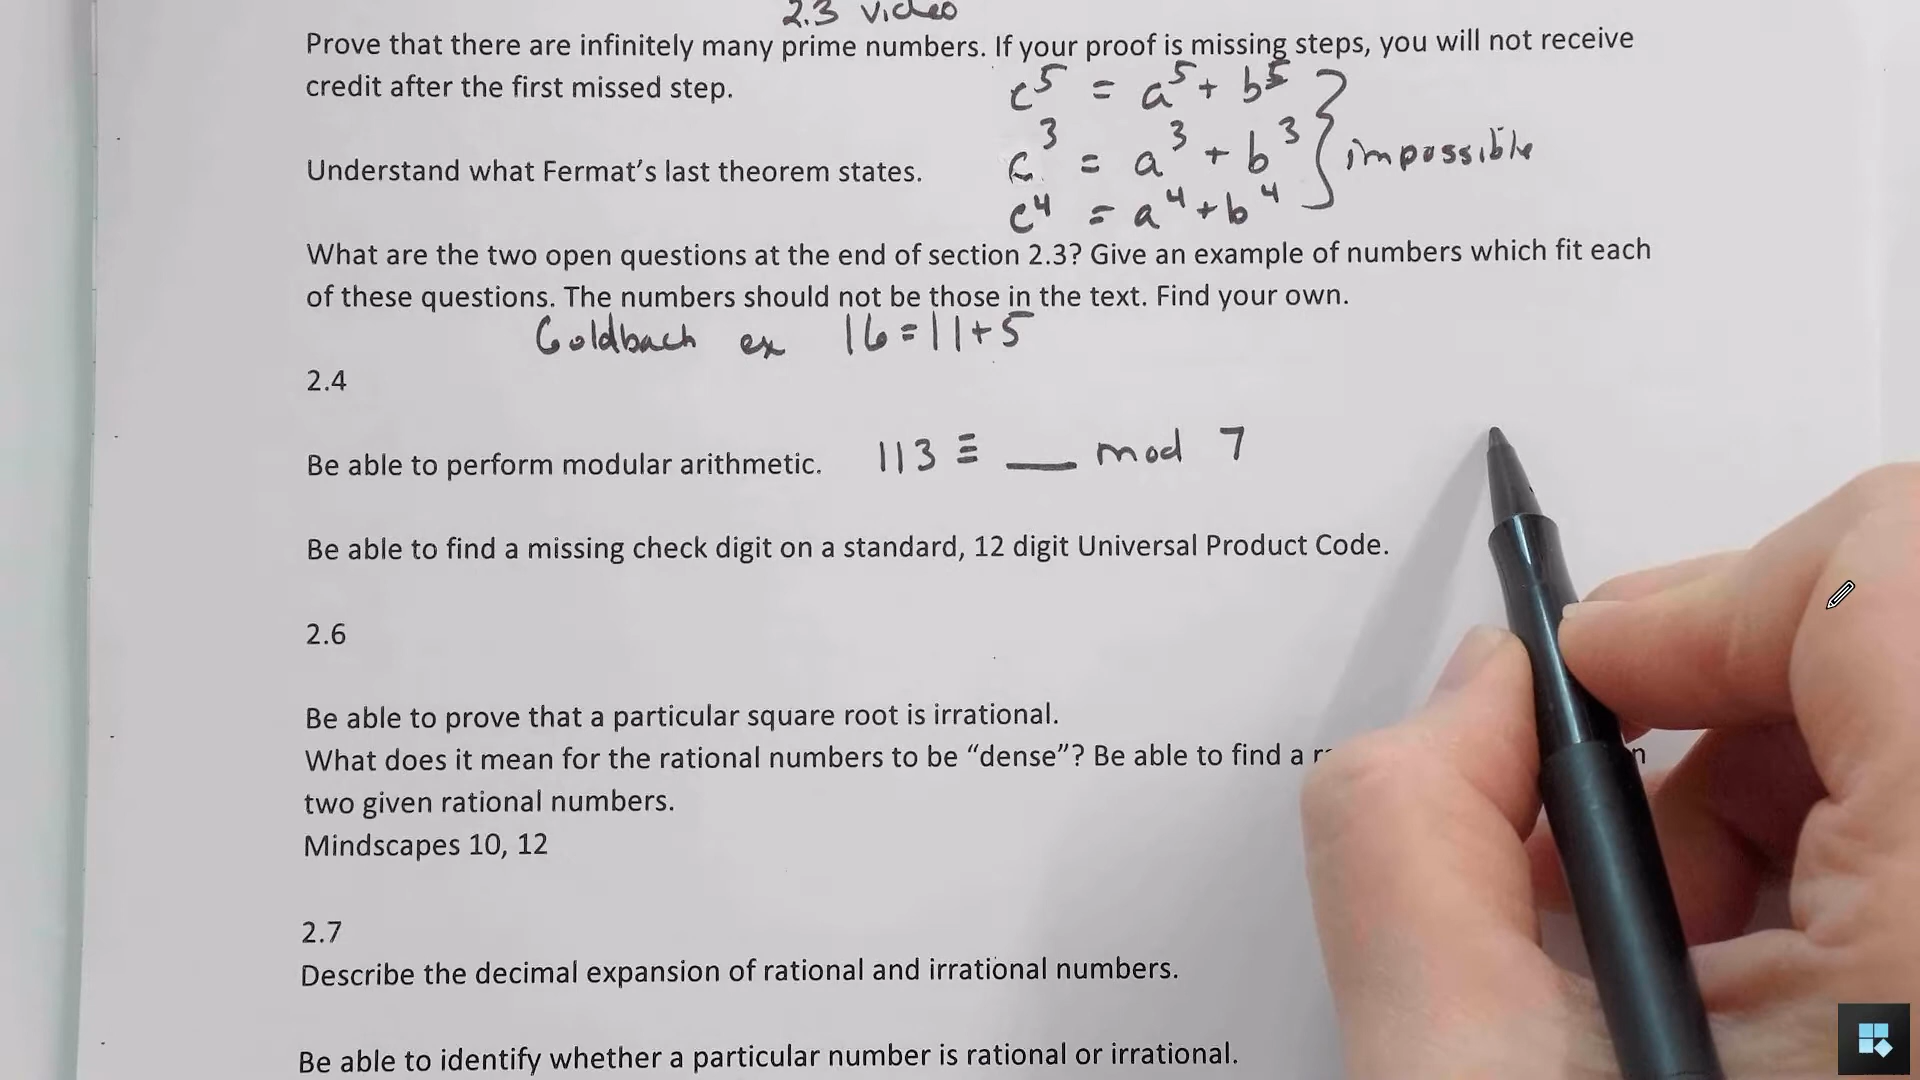 2.3 video
Prove that there are infinitely many prime numbers. If your proof is missing steps, you will not receive
credit after the first missed step.
c⁵ = a⁵ + b⁵
c³ = a³ + b³ } impossible
Understand what Fermat’s last theorem states.
c⁴ = a⁴ + b⁴
What are the two open questions at the end of section 2.3? Give an example of numbers which fit each
of these questions. The numbers should not be those in the text. Find your own.
Goldbach ex 16 = 11 + 5
2.4
Be able to perform modular arithmetic. 113 ≡ ___ mod 7
Be able to find a missing check digit on a standard, 12 digit Universal Product Code.
2.6
Be able to prove that a particular square root is irrational.
What does it mean for the rational numbers to be “dense”? Be able to find a
two given rational numbers.
Mindscapes 10, 12
2.7
Describe the decimal expansion of rational and irrational numbers.
Be able to identify whether a particular number is rational or irrational.